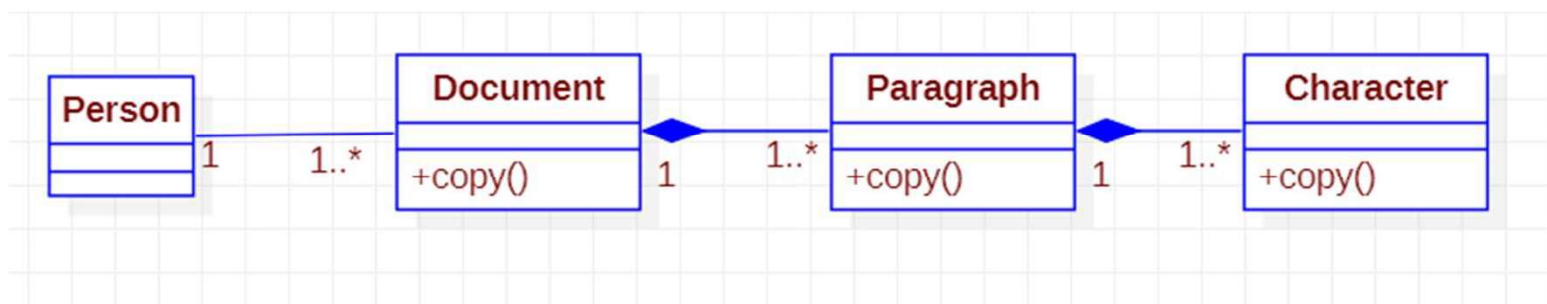 Person
1
1..*
Document
+copy()
1
1..*
Paragraph
+copy()
1
1..*
Character
+copy()